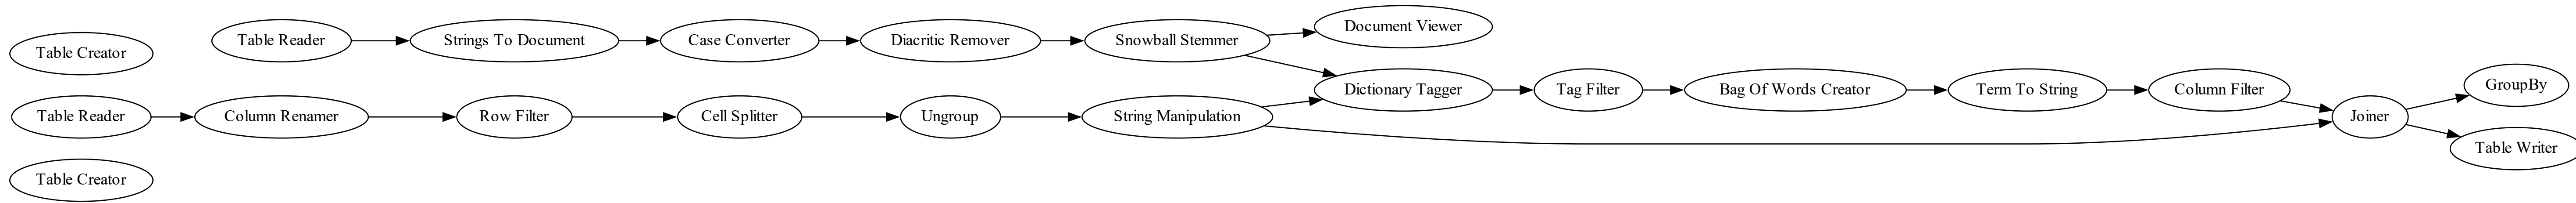 Table Creator
Table Reader
Strings To Document
Case Converter
Diacritic Remover
Snowball Stemmer
Document Viewer
Table Reader
Column Renamer
Row Filter
Cell Splitter
Ungroup
String Manipulation
Dictionary Tagger
Tag Filter
Bag Of Words Creator
Term To String
Column Filter
Joiner
GroupBy
Table Writer
Table Creator